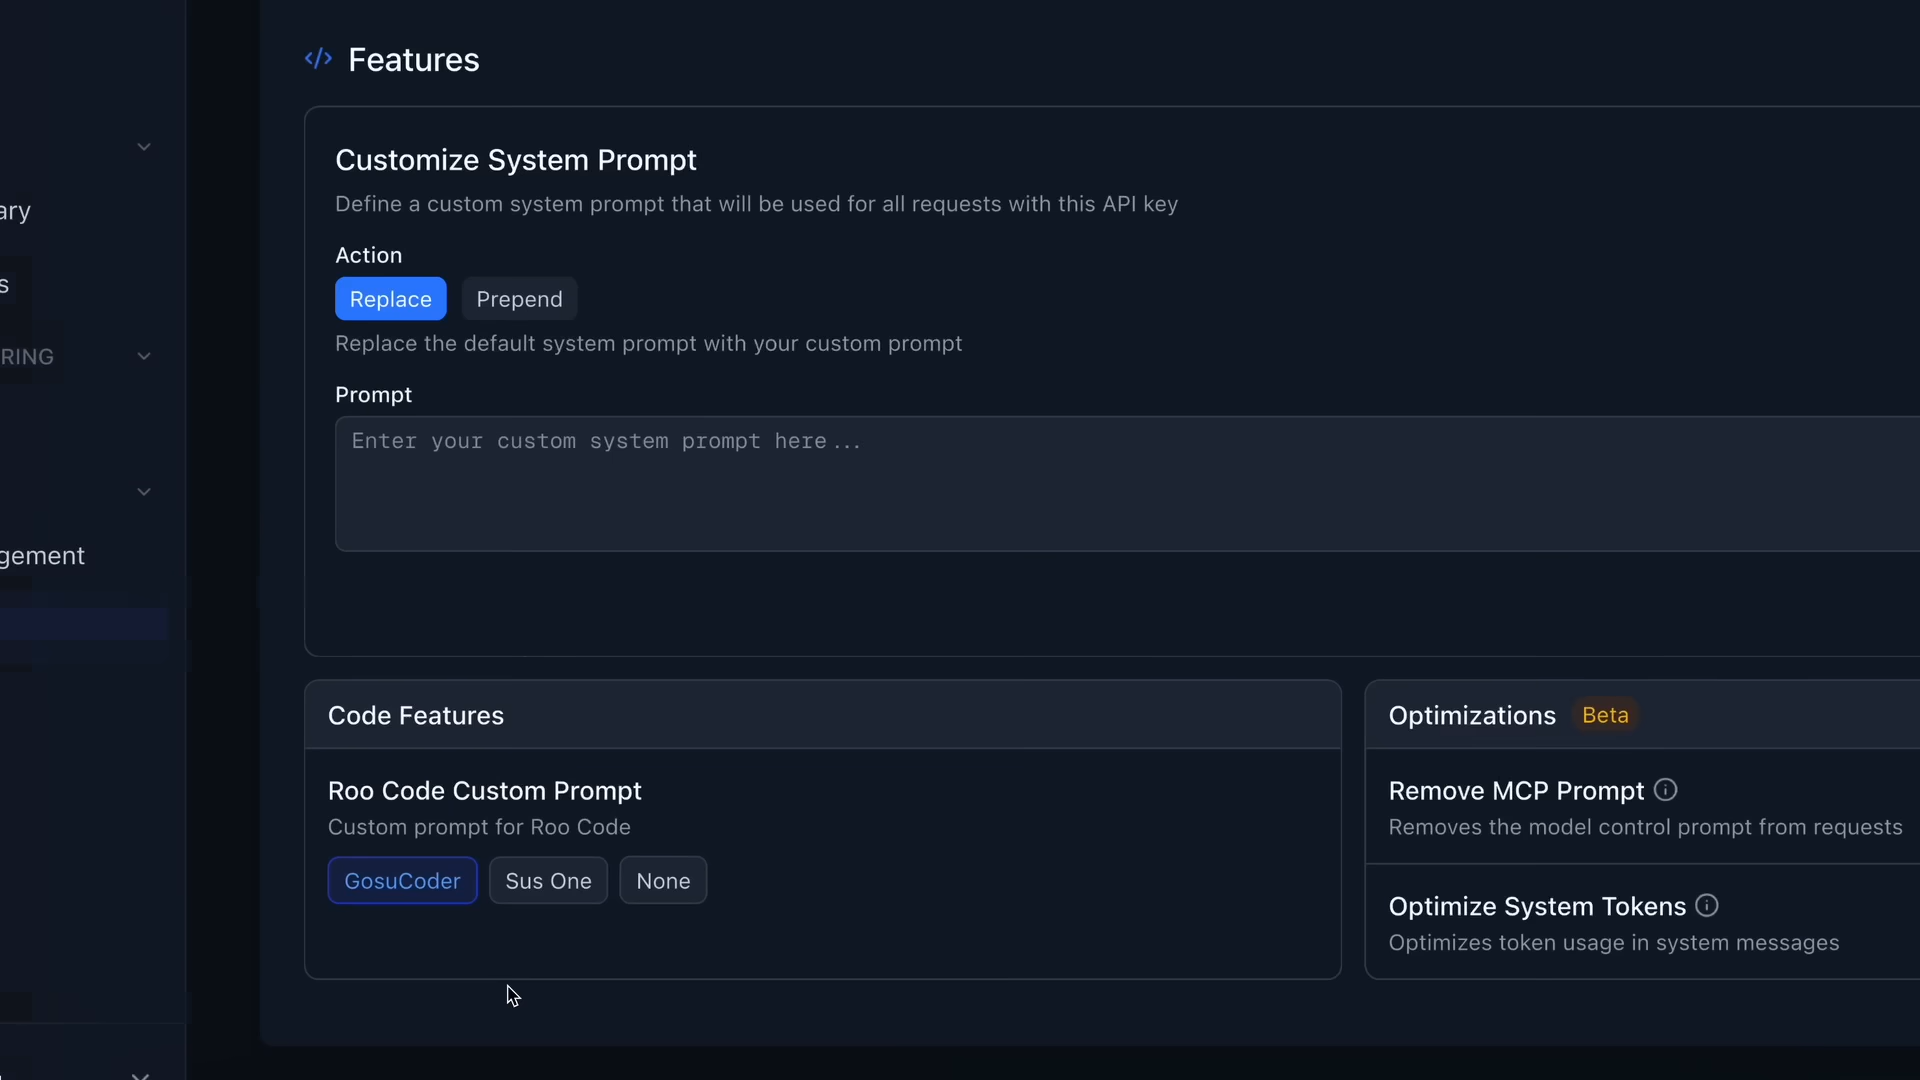 Features
Customize System Prompt
Define a custom system prompt that will be used for all requests with this API key
Action
Replace
Prepend
Replace the default system prompt with your custom prompt
Prompt
Enter your custom system prompt here...
Code Features
Roo Code Custom Prompt
Custom prompt for Roo Code
GosuCoder
Sus One
None
Optimizations
Beta
Remove MCP Prompt
Removes the model control prompt from requests
Optimize System Tokens
Optimizes token usage in system messages
ary
s
RING
gement